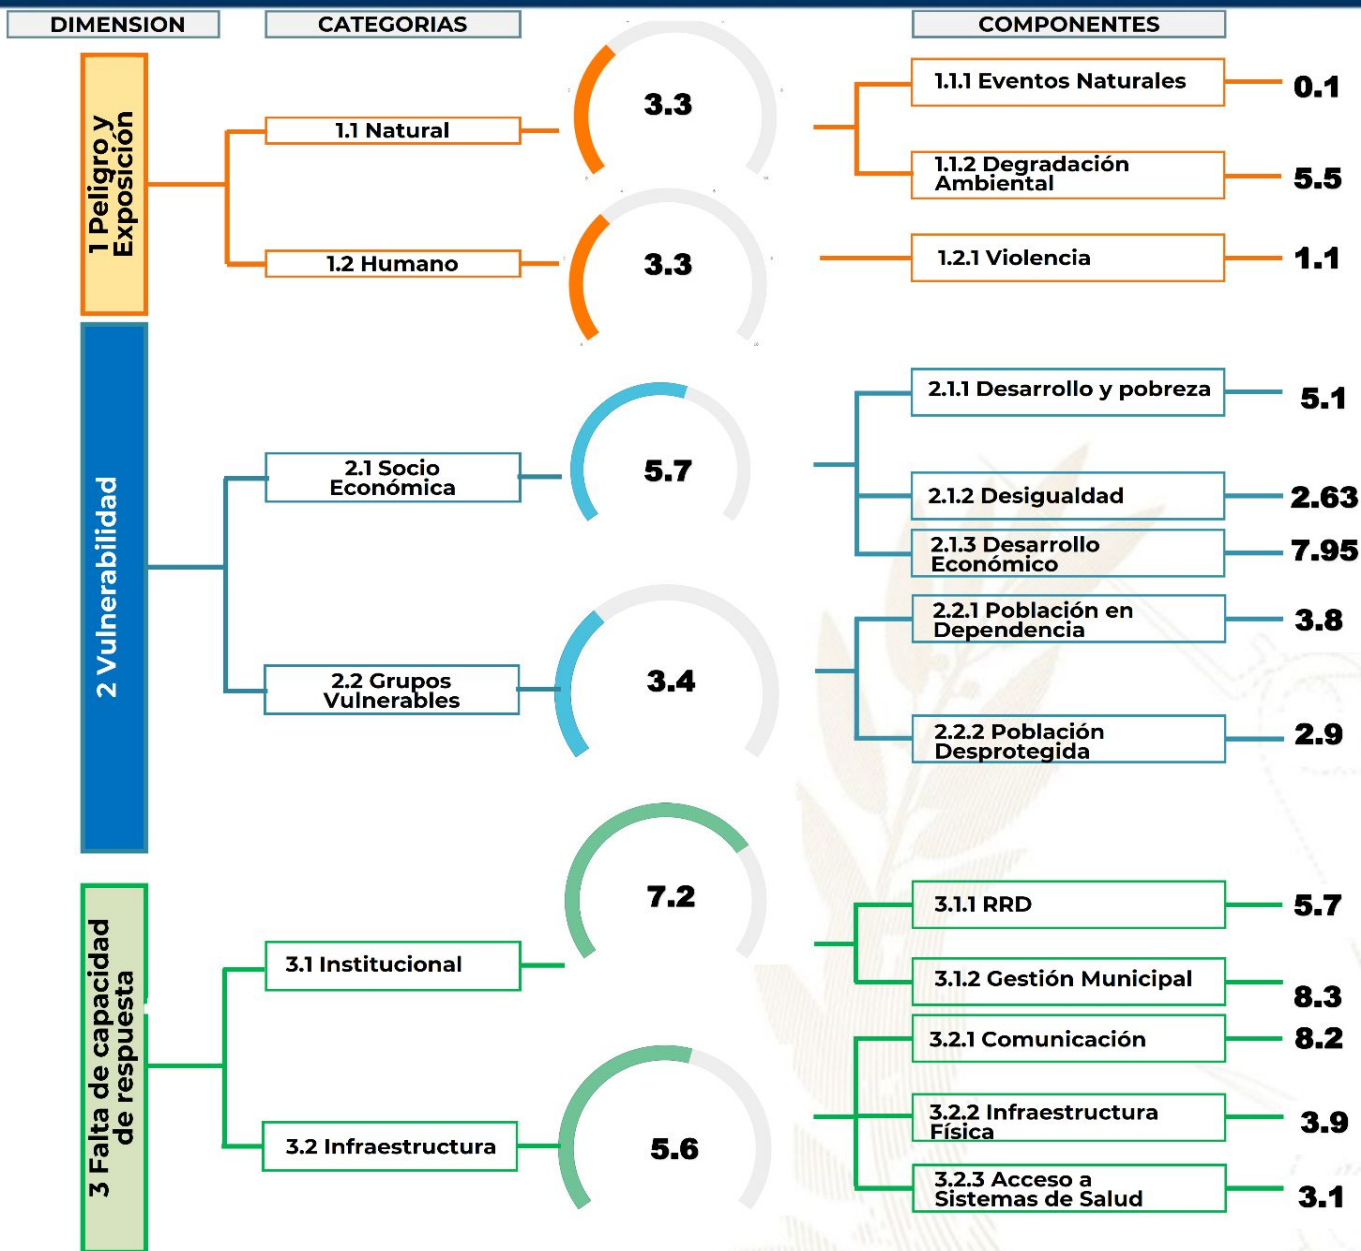 DIMENSION
CATEGORIAS
COMPONENTES
1 Peligro y
Exposición
1.1 Natural
3.3
1.1.1 Eventos Naturales
0.1
1.1.2 Degradación
Ambiental
5.5
1.2 Humano
3.3
1.2.1 Violencia
1.1
2 Vulnerabilidad
2.1 Socio
Económica
5.7
2.1.1 Desarrollo y pobreza
5.1
2.1.2 Desigualdad
2.63
2.1.3 Desarrollo
Económico
7.95
2.2 Grupos
Vulnerables
3.4
2.2.1 Población en
Dependencia
3.8
2.2.2 Población
Desprotegida
2.9
3 Falta de capacidad
de respuesta
3.1 Institucional
7.2
3.1.1 RRD
5.7
3.1.2 Gestión Municipal
8.3
3.2 Infraestructura
5.6
3.2.1 Comunicación
8.2
3.2.2 Infraestructura
Física
3.9
3.2.3 Acceso a
Sistemas de Salud
3.1